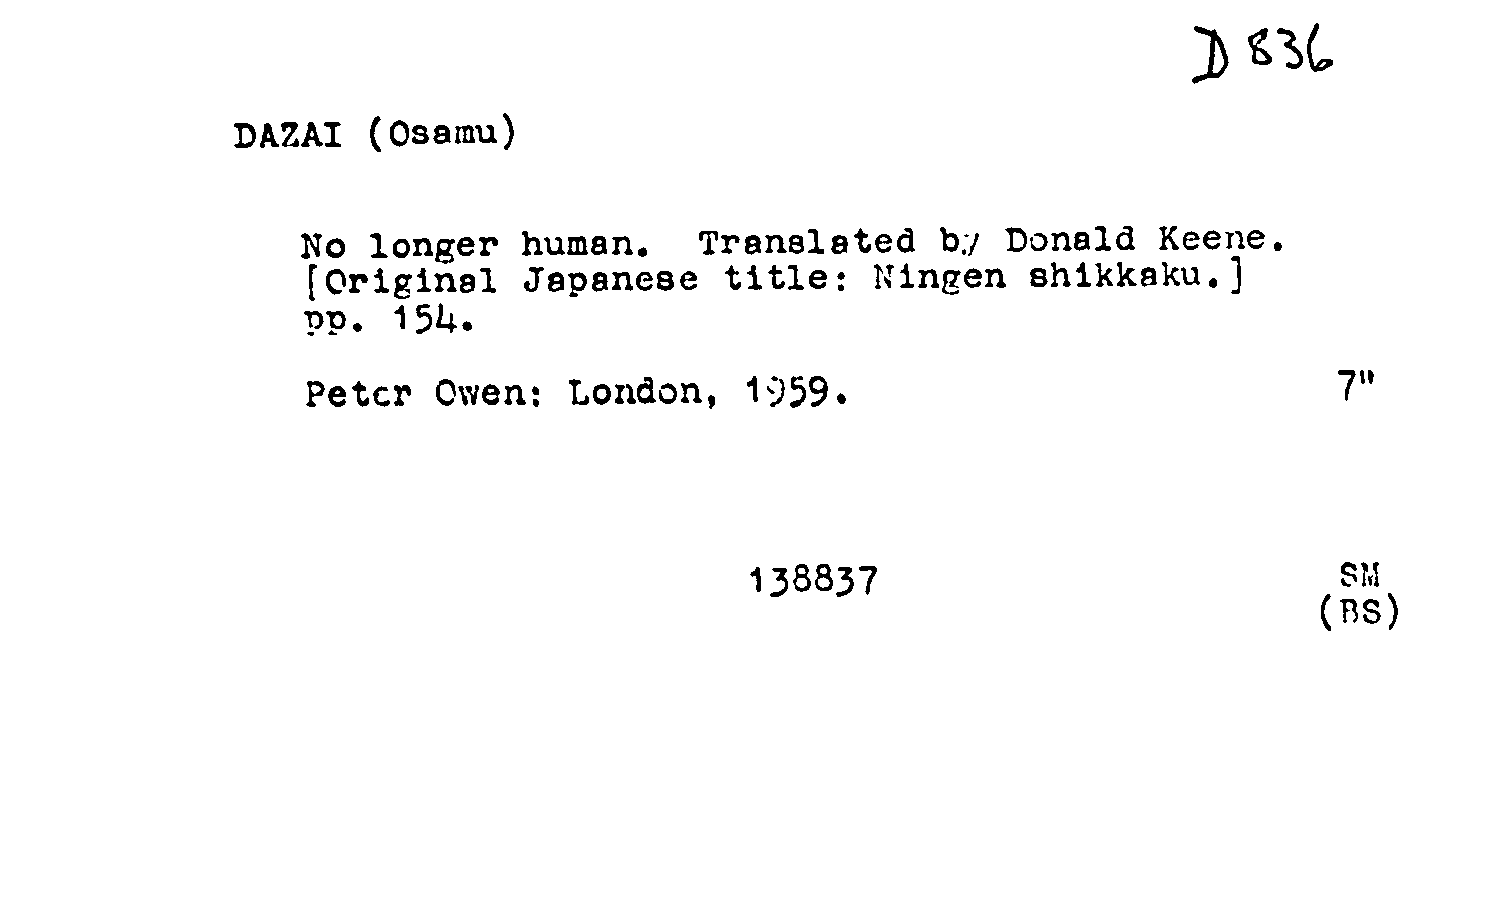 D 836
DAZAI (Osamu)
No longer human. Translated by Donald Keene.
[Original Japanese title: Ningen shikkaku.]
pp. 154.
Peter Owen: London, 1959. 7"
138837 SM
(BS)